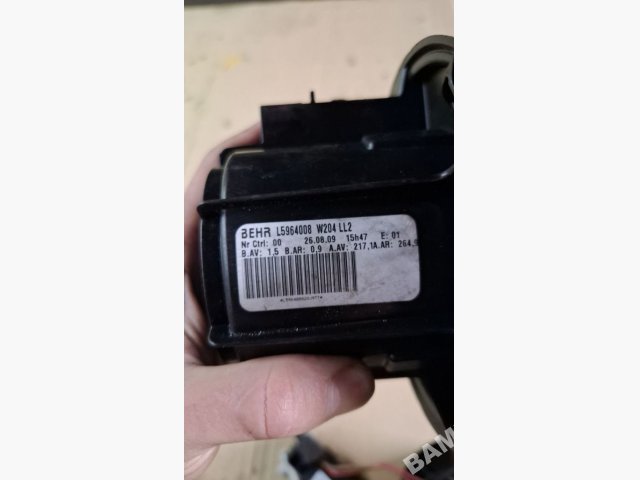 BEHR L5964008 W204 LL2
Nr Ctrl: 00 26.08.09 15h47 E: 01
B.AV: 1,5 B.AR: 0,9 A.AV: 217,1A.AR: 264,9
BAM